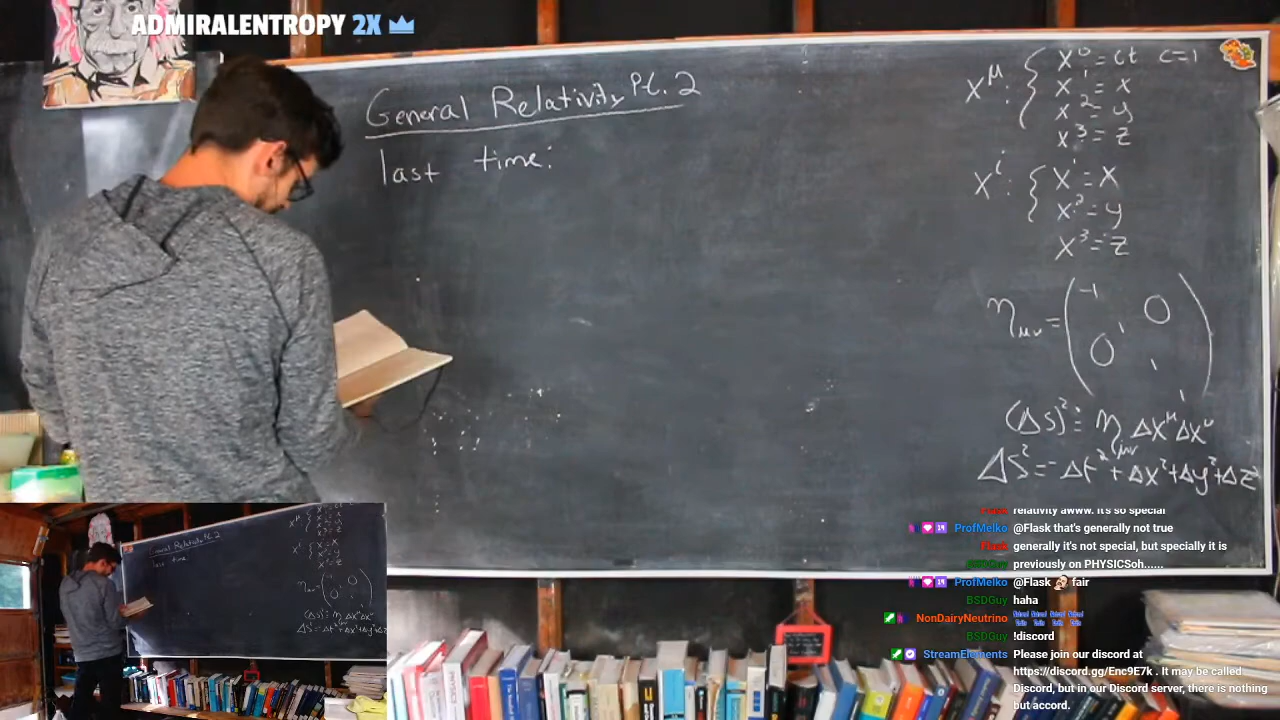 ADMIRALENTROPY 2X
General Relativity Pt. 2
last time:
X^μ: { X^0 = ct c=1
X^1 = x
X^2 = y
X^3 = z
X^i: { X^1 = x
X^2 = y
X^3 = z
η_μν = ( -1 0
0 1
1
1 )
(Δs)^2 = η_μν Δx^μ Δx^ν
Δs^2 = -Δt^2 + Δx^2 + Δy^2 + Δz^2
Flask relativity awww. it's so special
ProfMelko @Flask that's generally not true
Flask generally it's not special, but specially it is
BSDGuy previously on PHYSICSoh......
ProfMelko @Flask fair
BSDGuy haha
NonDairyNeutrino
BSDGuy !discord
StreamElements Please join our discord at
https://discord.gg/Enc9E7k . It may be called
Discord, but in our Discord server, there is nothing
but accord.